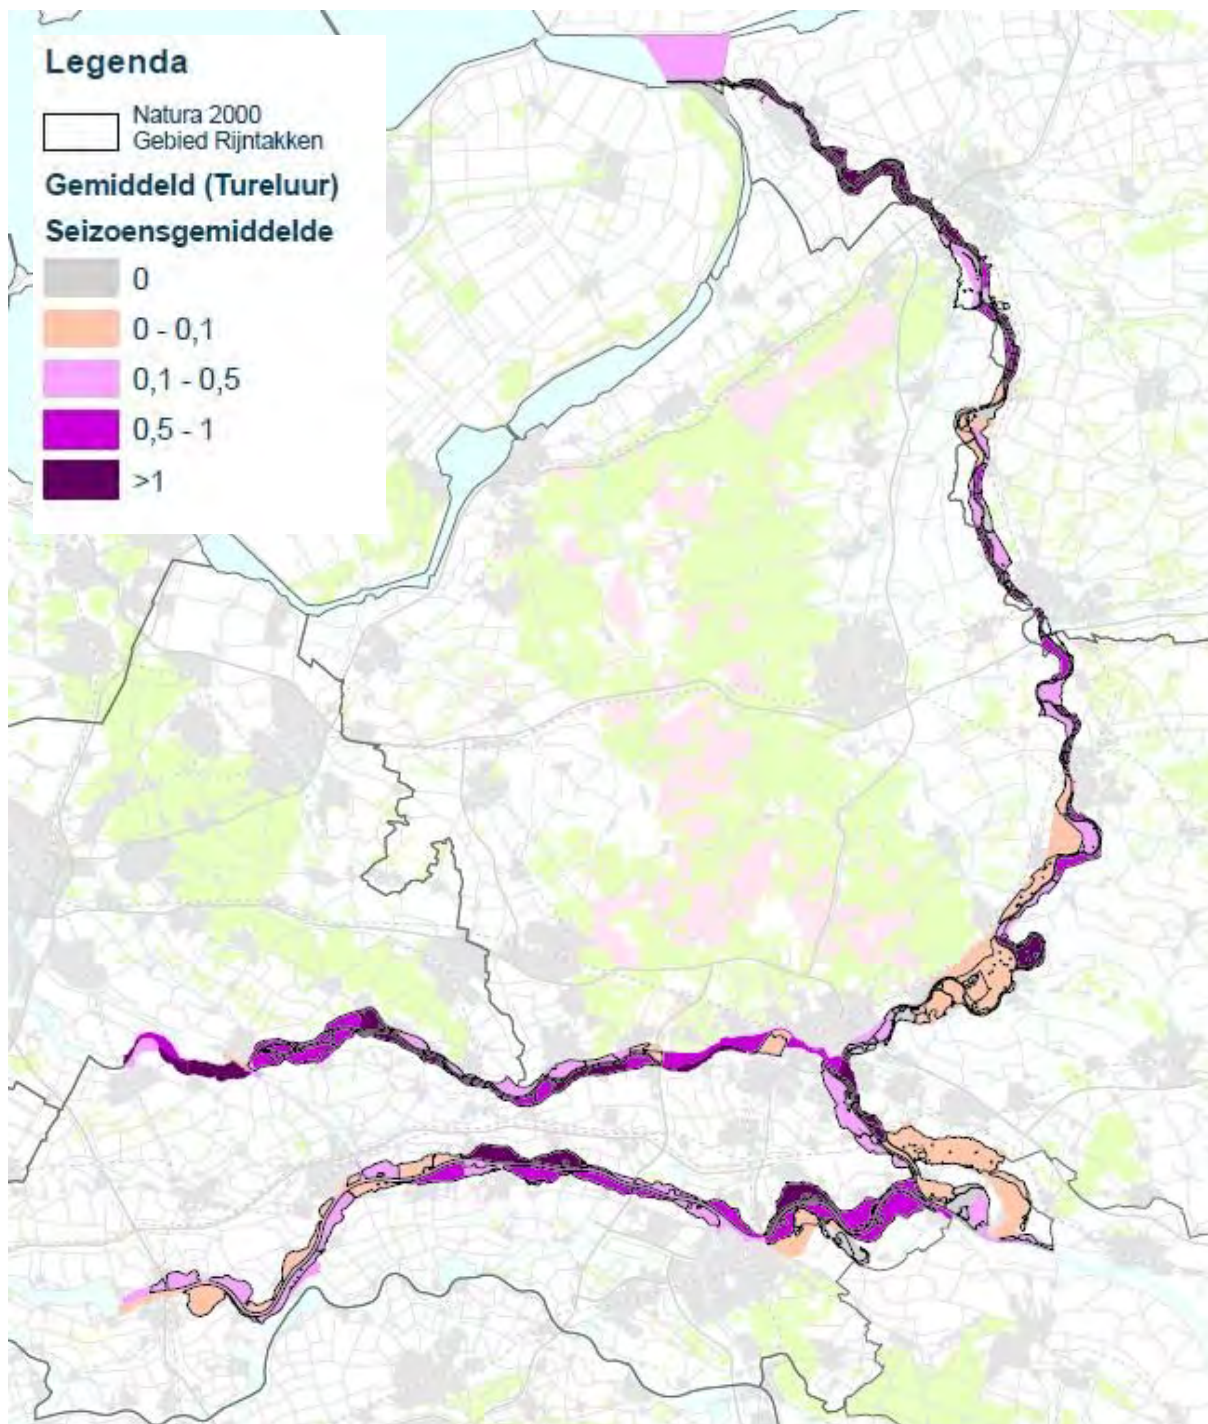 Legenda
Natura 2000
Gebied Rijntakken
Gemiddeld (Tureluur)
Seizoensgemiddelde
0
0 - 0,1
0,1 - 0,5
0,5 - 1
>1